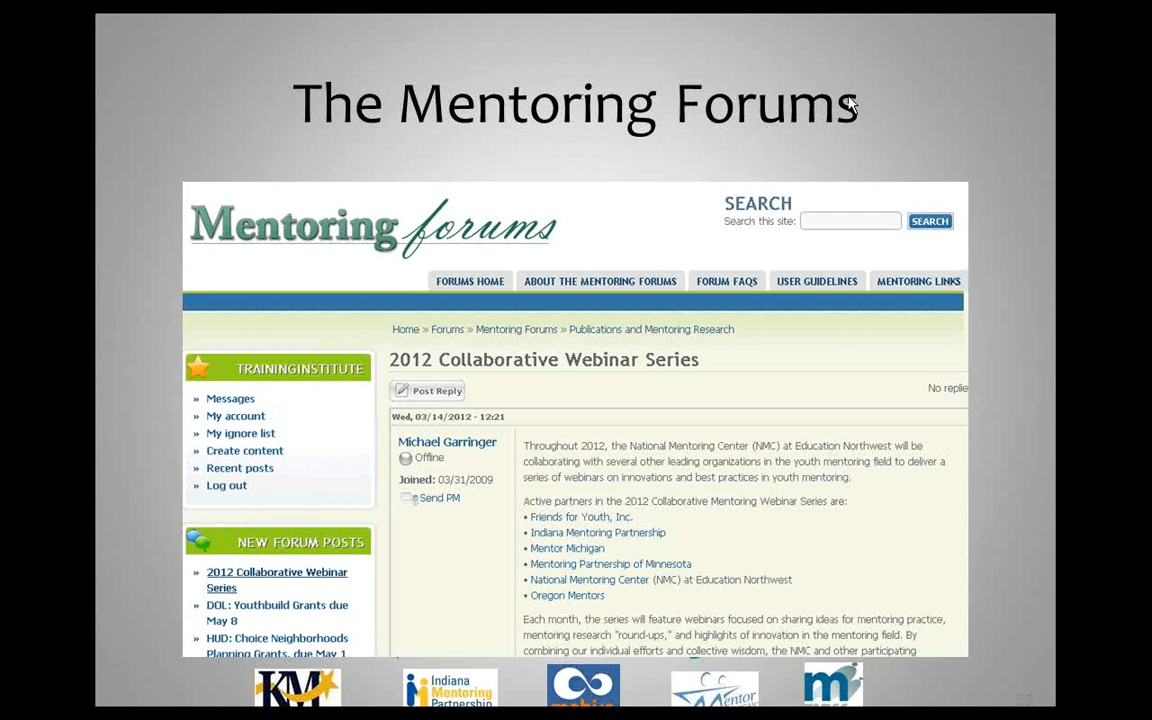 The Mentoring Forums
Mentoring forums
SEARCH
Search this site:
SEARCH
FORUMS HOME
ABOUT THE MENTORING FORUMS
FORUM FAQS
USER GUIDELINES
MENTORING LINKS
Home » Forums » Mentoring Forums » Publications and Mentoring Research
TRAININGINSTITUTE
» Messages
» My account
» My ignore list
» Create content
» Recent posts
» Log out
NEW FORUM POSTS
» 2012 Collaborative Webinar
Series
» DOL: Youthbuild Grants due
May 8
» HUD: Choice Neighborhoods
Planning Grants, due May 1
2012 Collaborative Webinar Series
Post Reply
No replie
Wed, 03/14/2012 - 12:21
Michael Garringer
Offline
Joined: 03/31/2009
Send PM
Throughout 2012, the National Mentoring Center (NMC) at Education Northwest will be
collaborating with several other leading organizations in the youth mentoring field to deliver a
series of webinars on innovations and best practices in youth mentoring.
Active partners in the 2012 Collaborative Mentoring Webinar Series are:
• Friends for Youth, Inc.
• Indiana Mentoring Partnership
• Mentor Michigan
• Mentoring Partnership of Minnesota
• National Mentoring Center (NMC) at Education Northwest
• Oregon Mentors
Each month, the series will feature webinars focused on sharing ideas for mentoring practice,
mentoring research "round-ups," and highlights of innovation in the mentoring field. By
combining our individual efforts and collective wisdom, the NMC and other participating
KM
Indiana
Mentoring
Partnership
Mentor
m